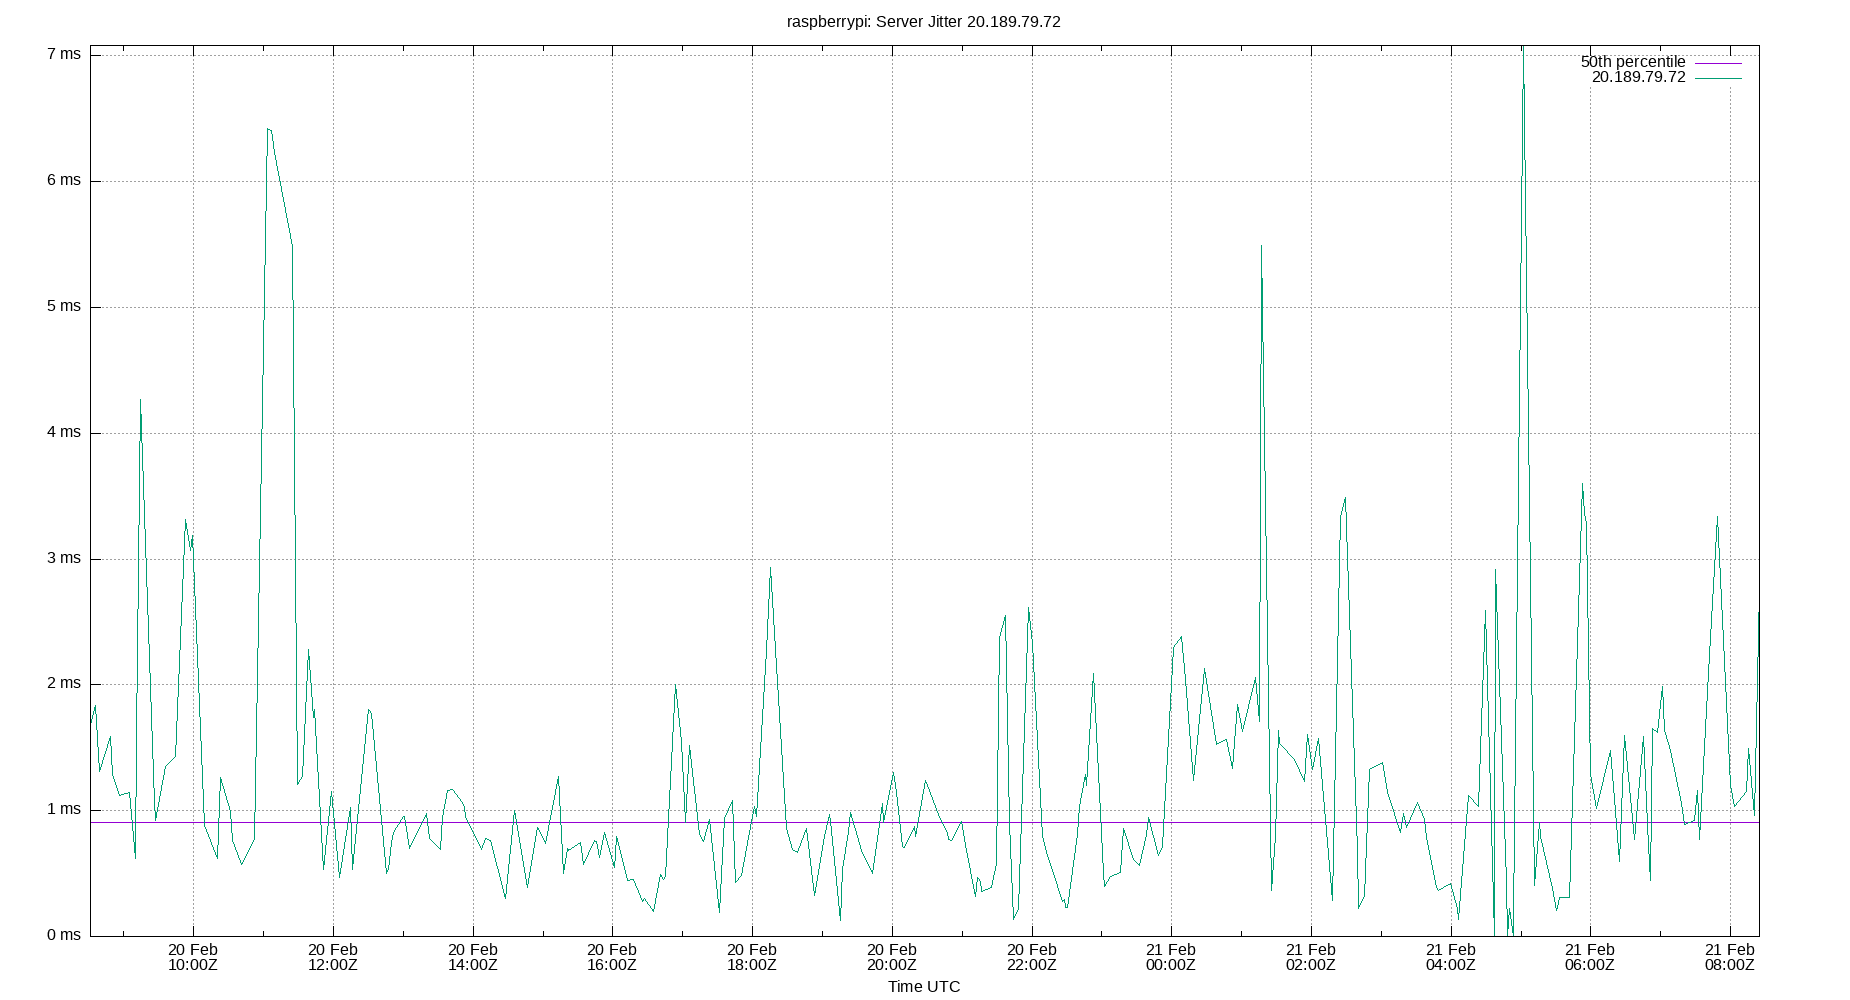 raspberrypi: Server Jitter 20.189.79.72
7 ms
50th percentile
20.189.79.72
6 ms
5 ms
4 ms
3 ms
2 ms
1 ms
0 ms
20 Feb 20 Feb 20 Feb 20 Feb 20 Feb 20 Feb 20 Feb 21 Feb 21 Feb 21 Feb 21 Feb 21 Feb
10:00Z 12:00Z 14:00Z 16:00Z 18:00Z 20:00Z 22:00Z 00:00Z 02:00Z 04:00Z 06:00Z 08:00Z
Time UTC